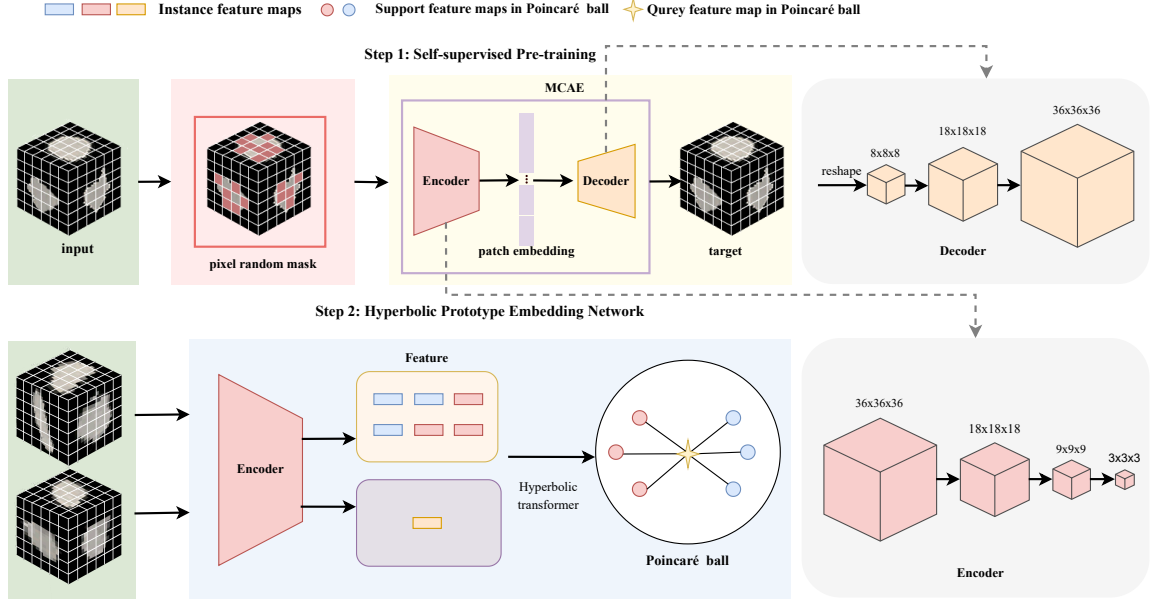 Instance feature maps
Support feature maps in Poincaré ball
Qurey feature map in Poincaré ball
Step 1: Self-supervised Pre-training
MCAE
input
pixel random mask
Encoder
...
Decoder
patch embedding
target
reshape
8x8x8
18x18x18
36x36x36
Decoder
Step 2: Hyperbolic Prototype Embedding Network
Encoder
Feature
Hyperbolic
transformer
Poincaré ball
36x36x36
18x18x18
9x9x9
3x3x3
Encoder